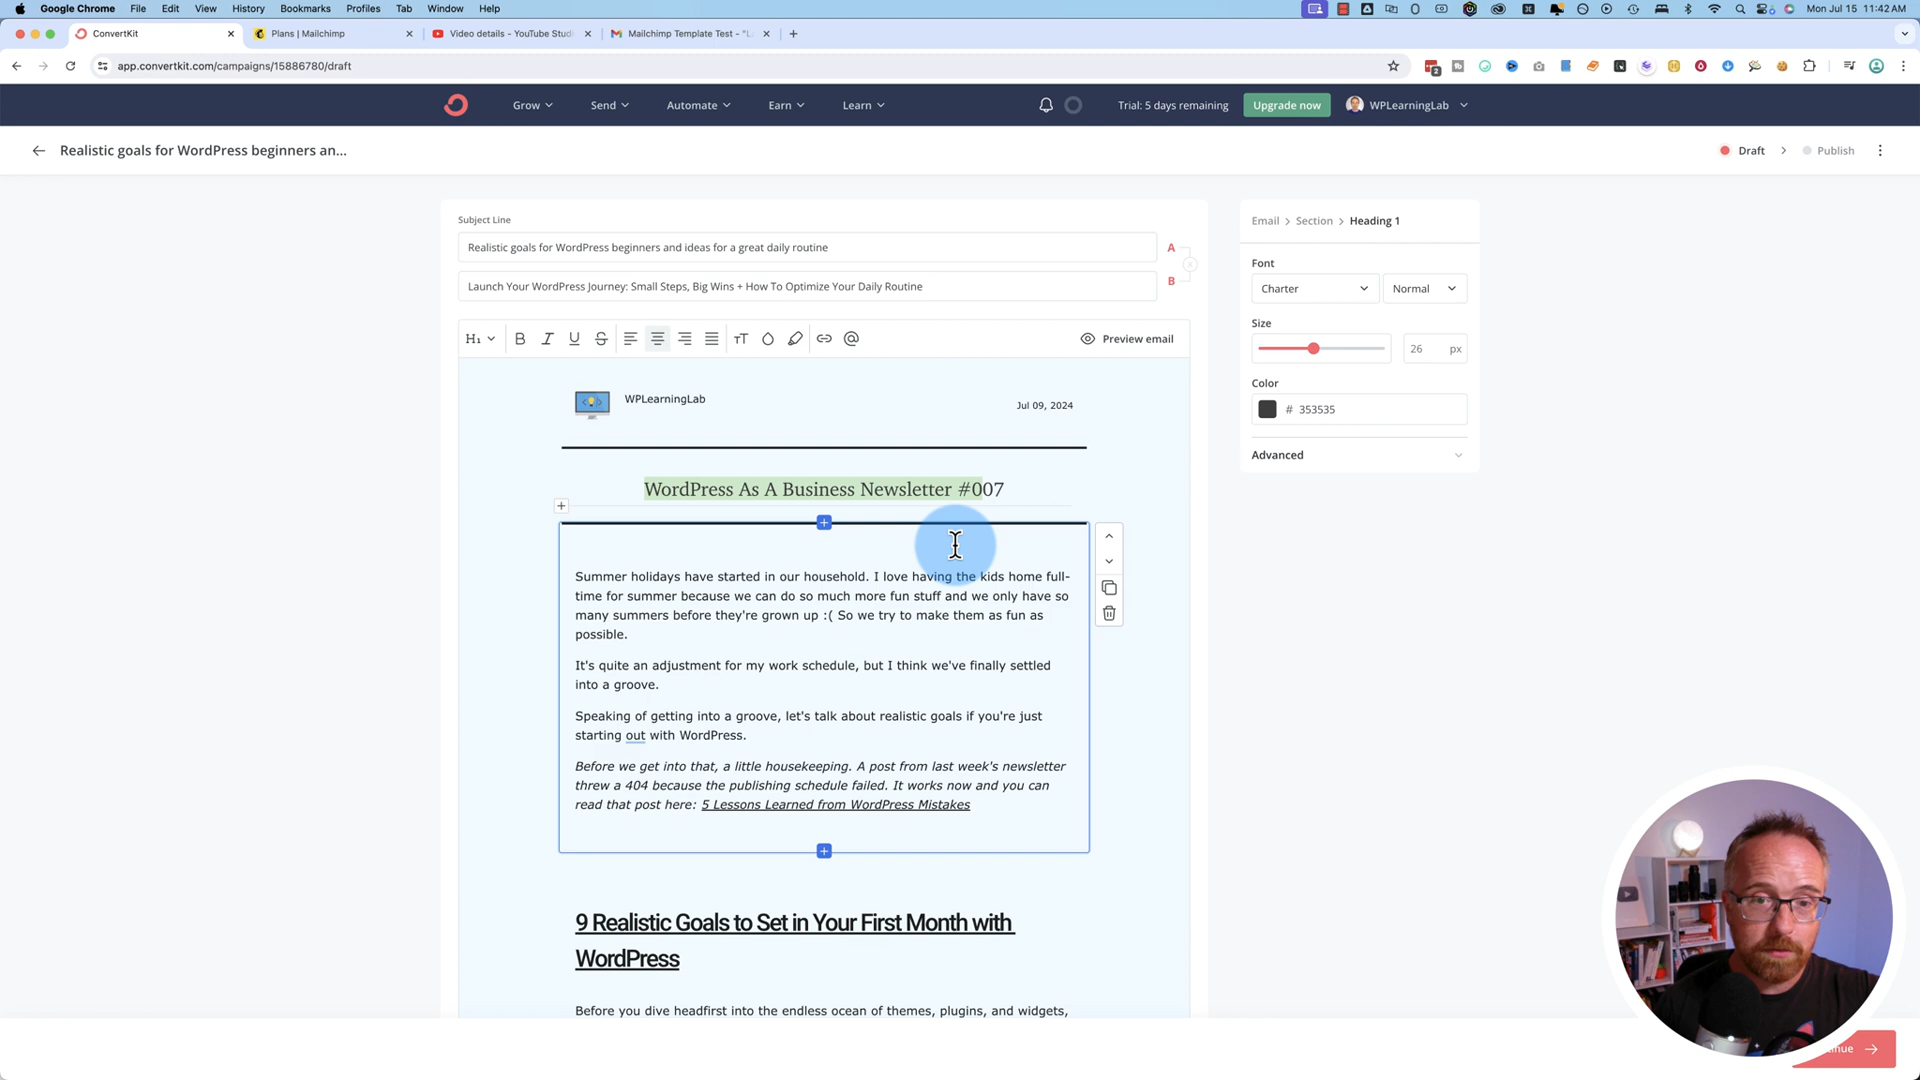 Google Chrome File Edit View History Bookmarks Profiles Tab Window Help Mon Jul 15 11:42 AM
ConvertKit Plans | Mailchimp Video details - YouTube Stud Mailchimp Template Test - "L
app.convertkit.com/campaigns/15886780/draft 2
Grow Send Automate Earn Learn Trial: 5 days remaining Upgrade now WPLearningLab
Realistic goals for WordPress beginners an... Draft Publish
Subject Line
Realistic goals for WordPress beginners and ideas for a great daily routine A
Launch Your WordPress Journey: Small Steps, Big Wins + How To Optimize Your Daily Routine B
H1 B I U S TT Preview email
WPLearningLab Jul 09, 2024
WordPress As A Business Newsletter #007
Summer holidays have started in our household. I love having the kids home full-
time for summer because we can do so much more fun stuff and we only have so
many summers before they're grown up :( So we try to make them as fun as
possible.
It's quite an adjustment for my work schedule, but I think we've finally settled
into a groove.
Speaking of getting into a groove, let's talk about realistic goals if you're just
starting out with WordPress.
Before we get into that, a little housekeeping. A post from last week's newsletter
threw a 404 because the publishing schedule failed. It works now and you can
read that post here: 5 Lessons Learned from WordPress Mistakes
9 Realistic Goals to Set in Your First Month with
WordPress
Before you dive headfirst into the endless ocean of themes, plugins, and widgets,
Email > Section > Heading 1
Font
Charter Normal
Size
26 px
Color
# 353535
Advanced